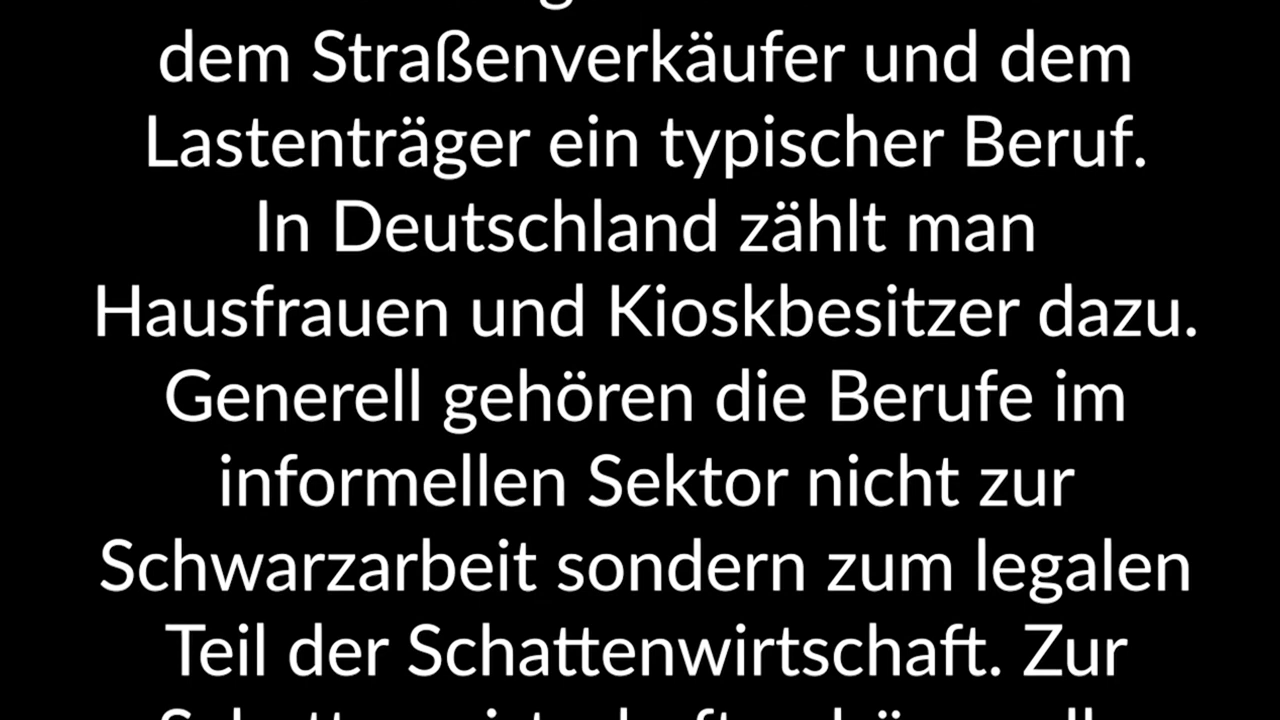 dem Straßenverkäufer und dem
Lastenträger ein typischer Beruf.
In Deutschland zählt man
Hausfrauen und Kioskbesitzer dazu.
Generell gehören die Berufe im
informellen Sektor nicht zur
Schwarzarbeit sondern zum legalen
Teil der Schattenwirtschaft. Zur